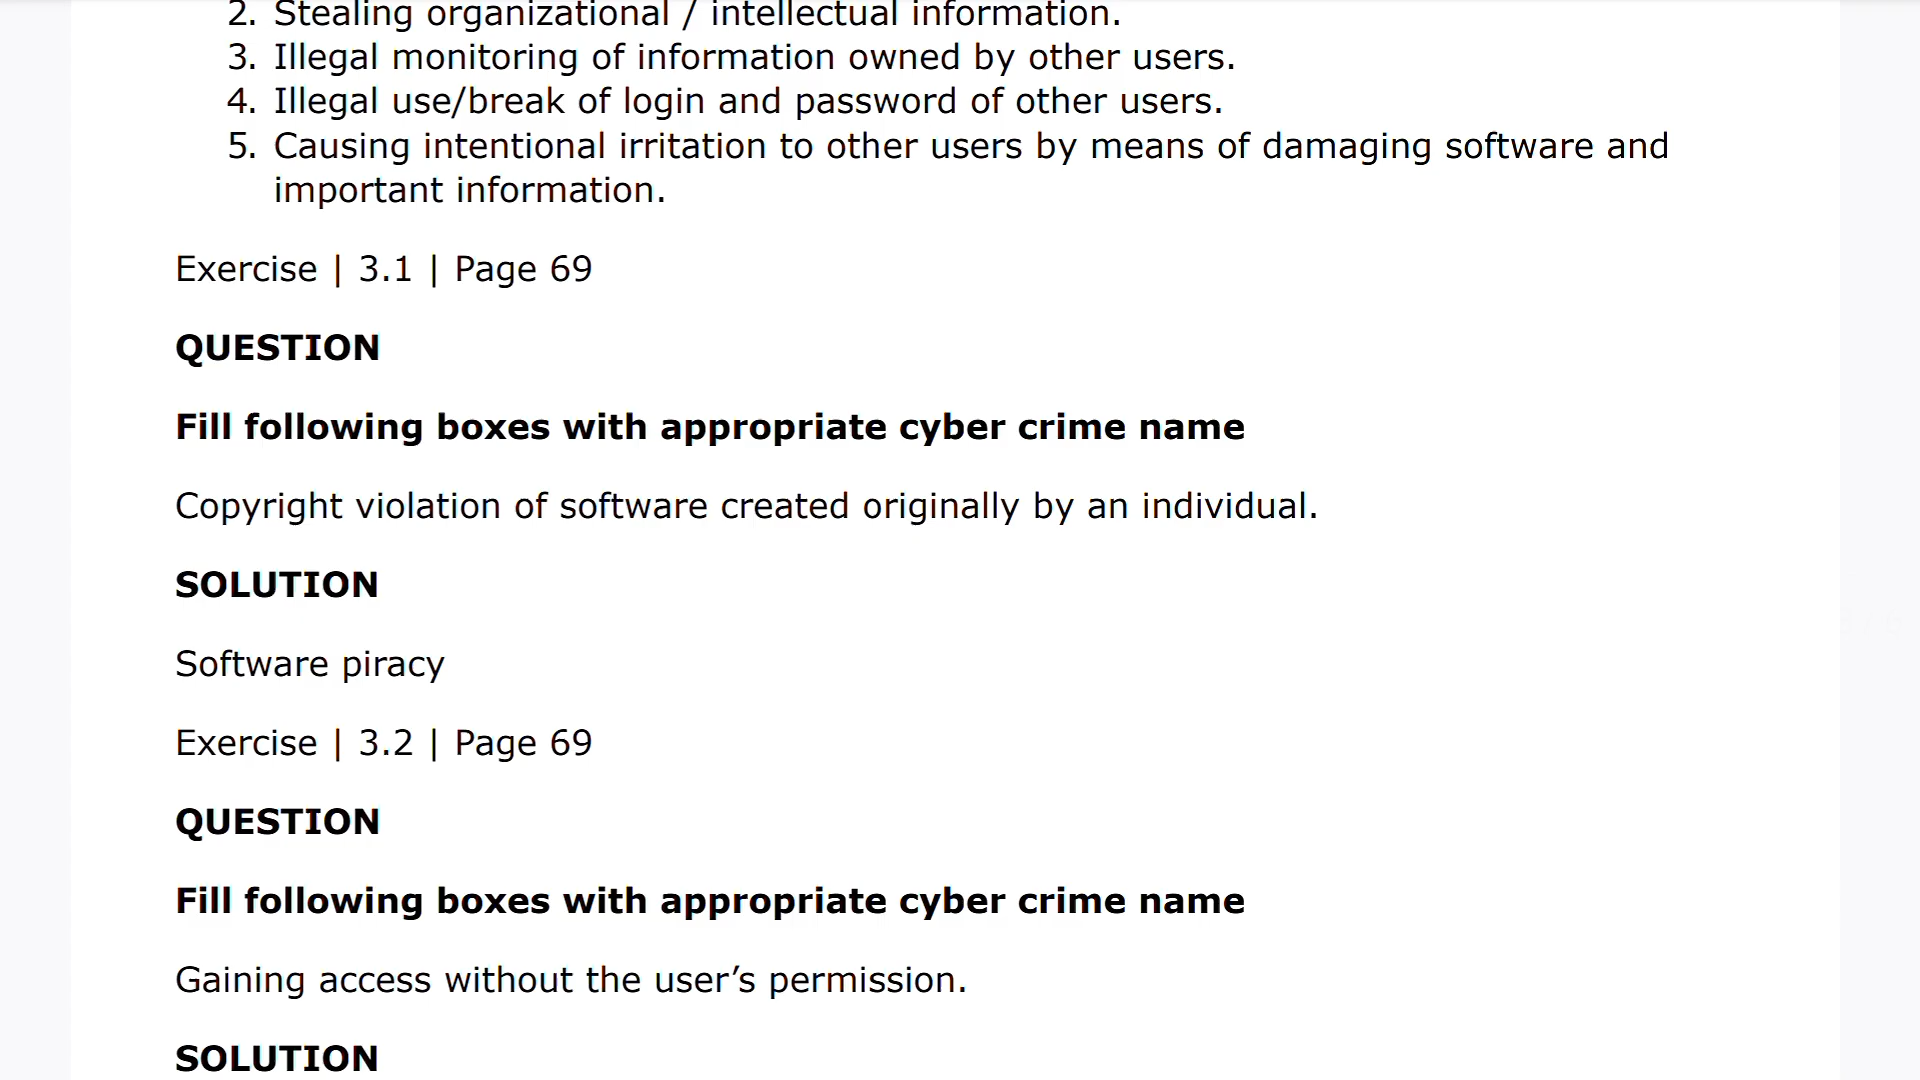 2. Stealing organizational / intellectual information.
3. Illegal monitoring of information owned by other users.
4. Illegal use/break of login and password of other users.
5. Causing intentional irritation to other users by means of damaging software and
important information.
Exercise | 3.1 | Page 69
QUESTION
Fill following boxes with appropriate cyber crime name
Copyright violation of software created originally by an individual.
SOLUTION
Software piracy
Exercise | 3.2 | Page 69
QUESTION
Fill following boxes with appropriate cyber crime name
Gaining access without the user’s permission.
SOLUTION